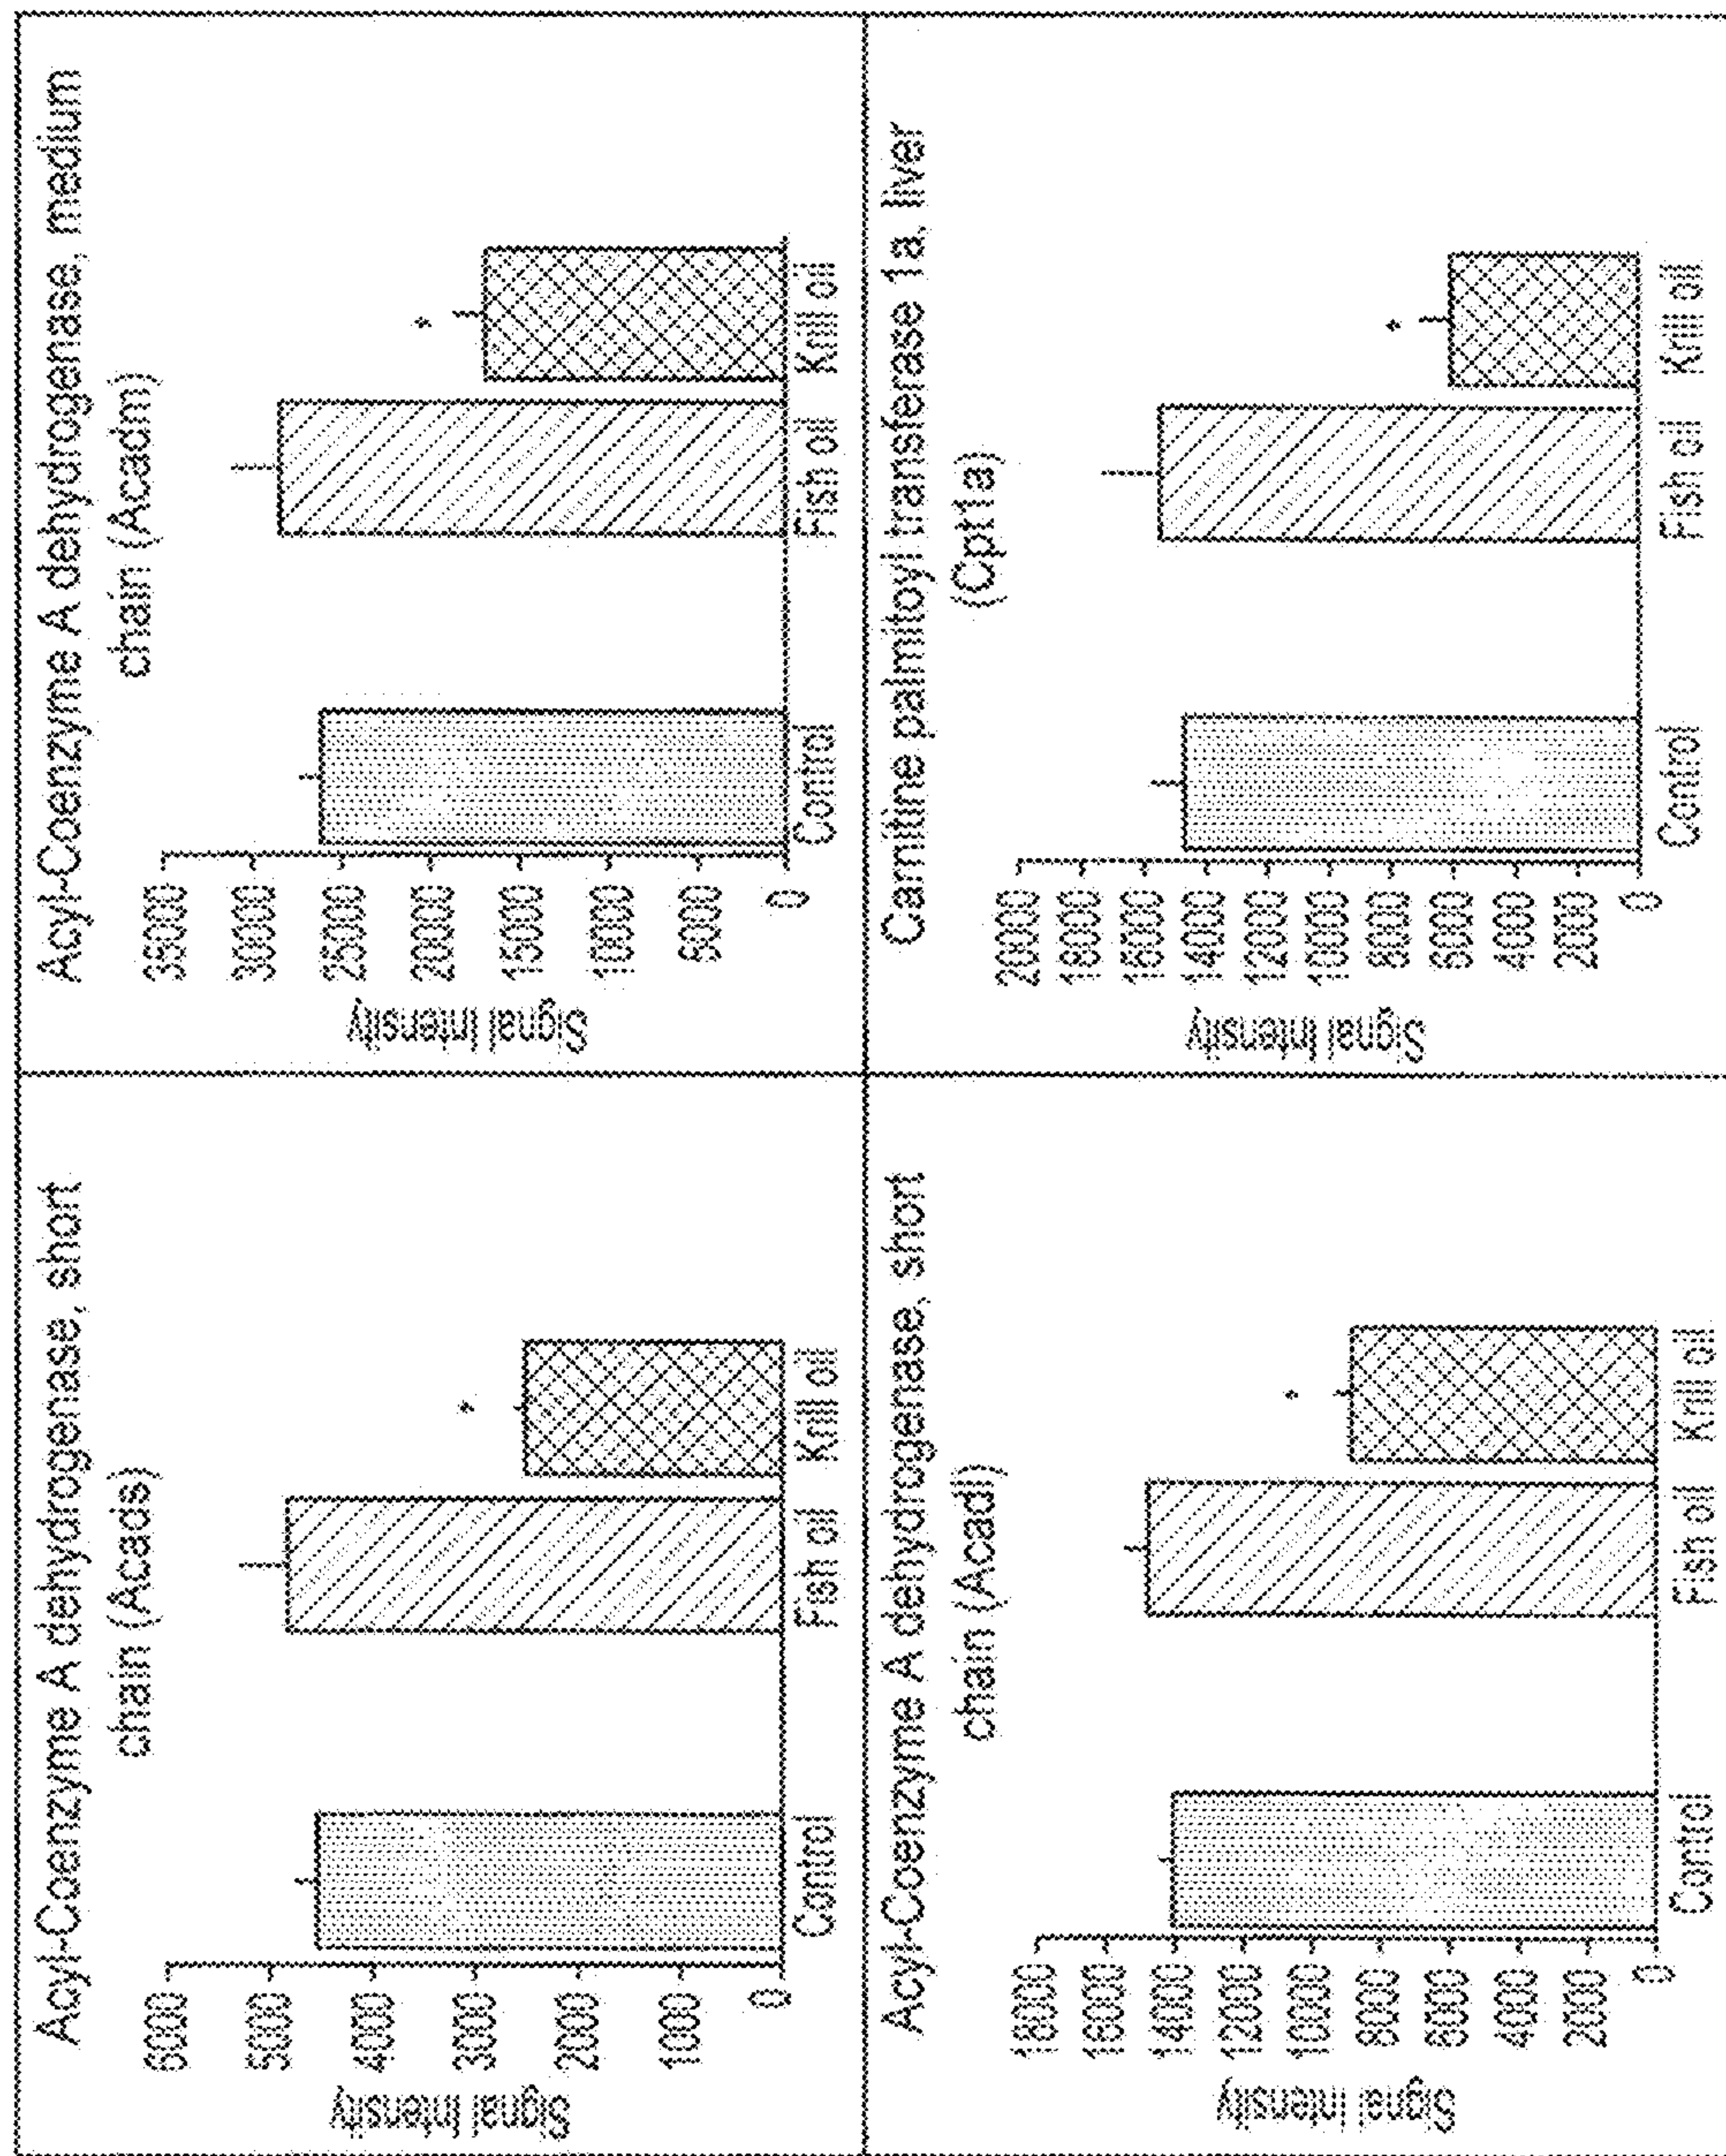 Acyl-Coenzyme A dehydrogenase, short
chain (Acads)
Signal Intensity
6000
5000
4000
3000
2000
1000
0
*
Control
Fish oil
Krill oil
Acyl-Coenzyme A dehydrogenase, medium
chain (Acadm)
Signal Intensity
35000
30000
25000
20000
15000
10000
5000
0
*
Control
Fish oil
Krill oil
Acyl-Coenzyme A dehydrogenase, short
chain (Acadl)
Signal Intensity
18000
16000
14000
12000
10000
8000
6000
4000
2000
0
*
Control
Fish oil
Krill oil
Carnitine palmitoyl transferase 1a, liver
(Cpt1a)
Signal Intensity
20000
18000
16000
14000
12000
10000
8000
6000
4000
2000
0
*
Control
Fish oil
Krill oil